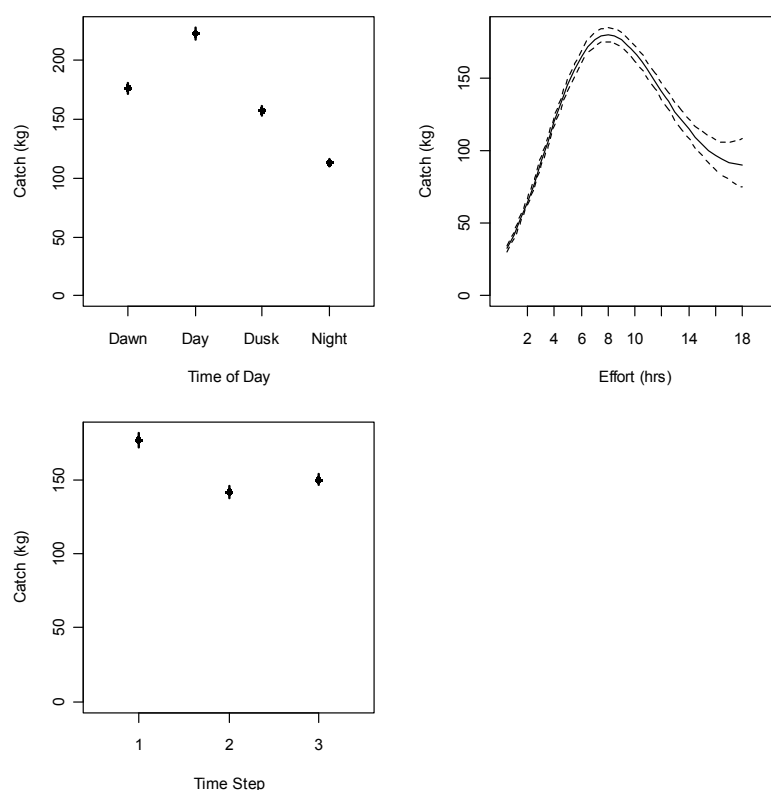 200
150
100
50
0
Catch (kg)
Dawn Day Dusk Night
Time of Day
150
100
50
0
Catch (kg)
2 4 6 8 10 14 18
Effort (hrs)
150
100
50
0
Catch (kg)
1 2 3
Time Step